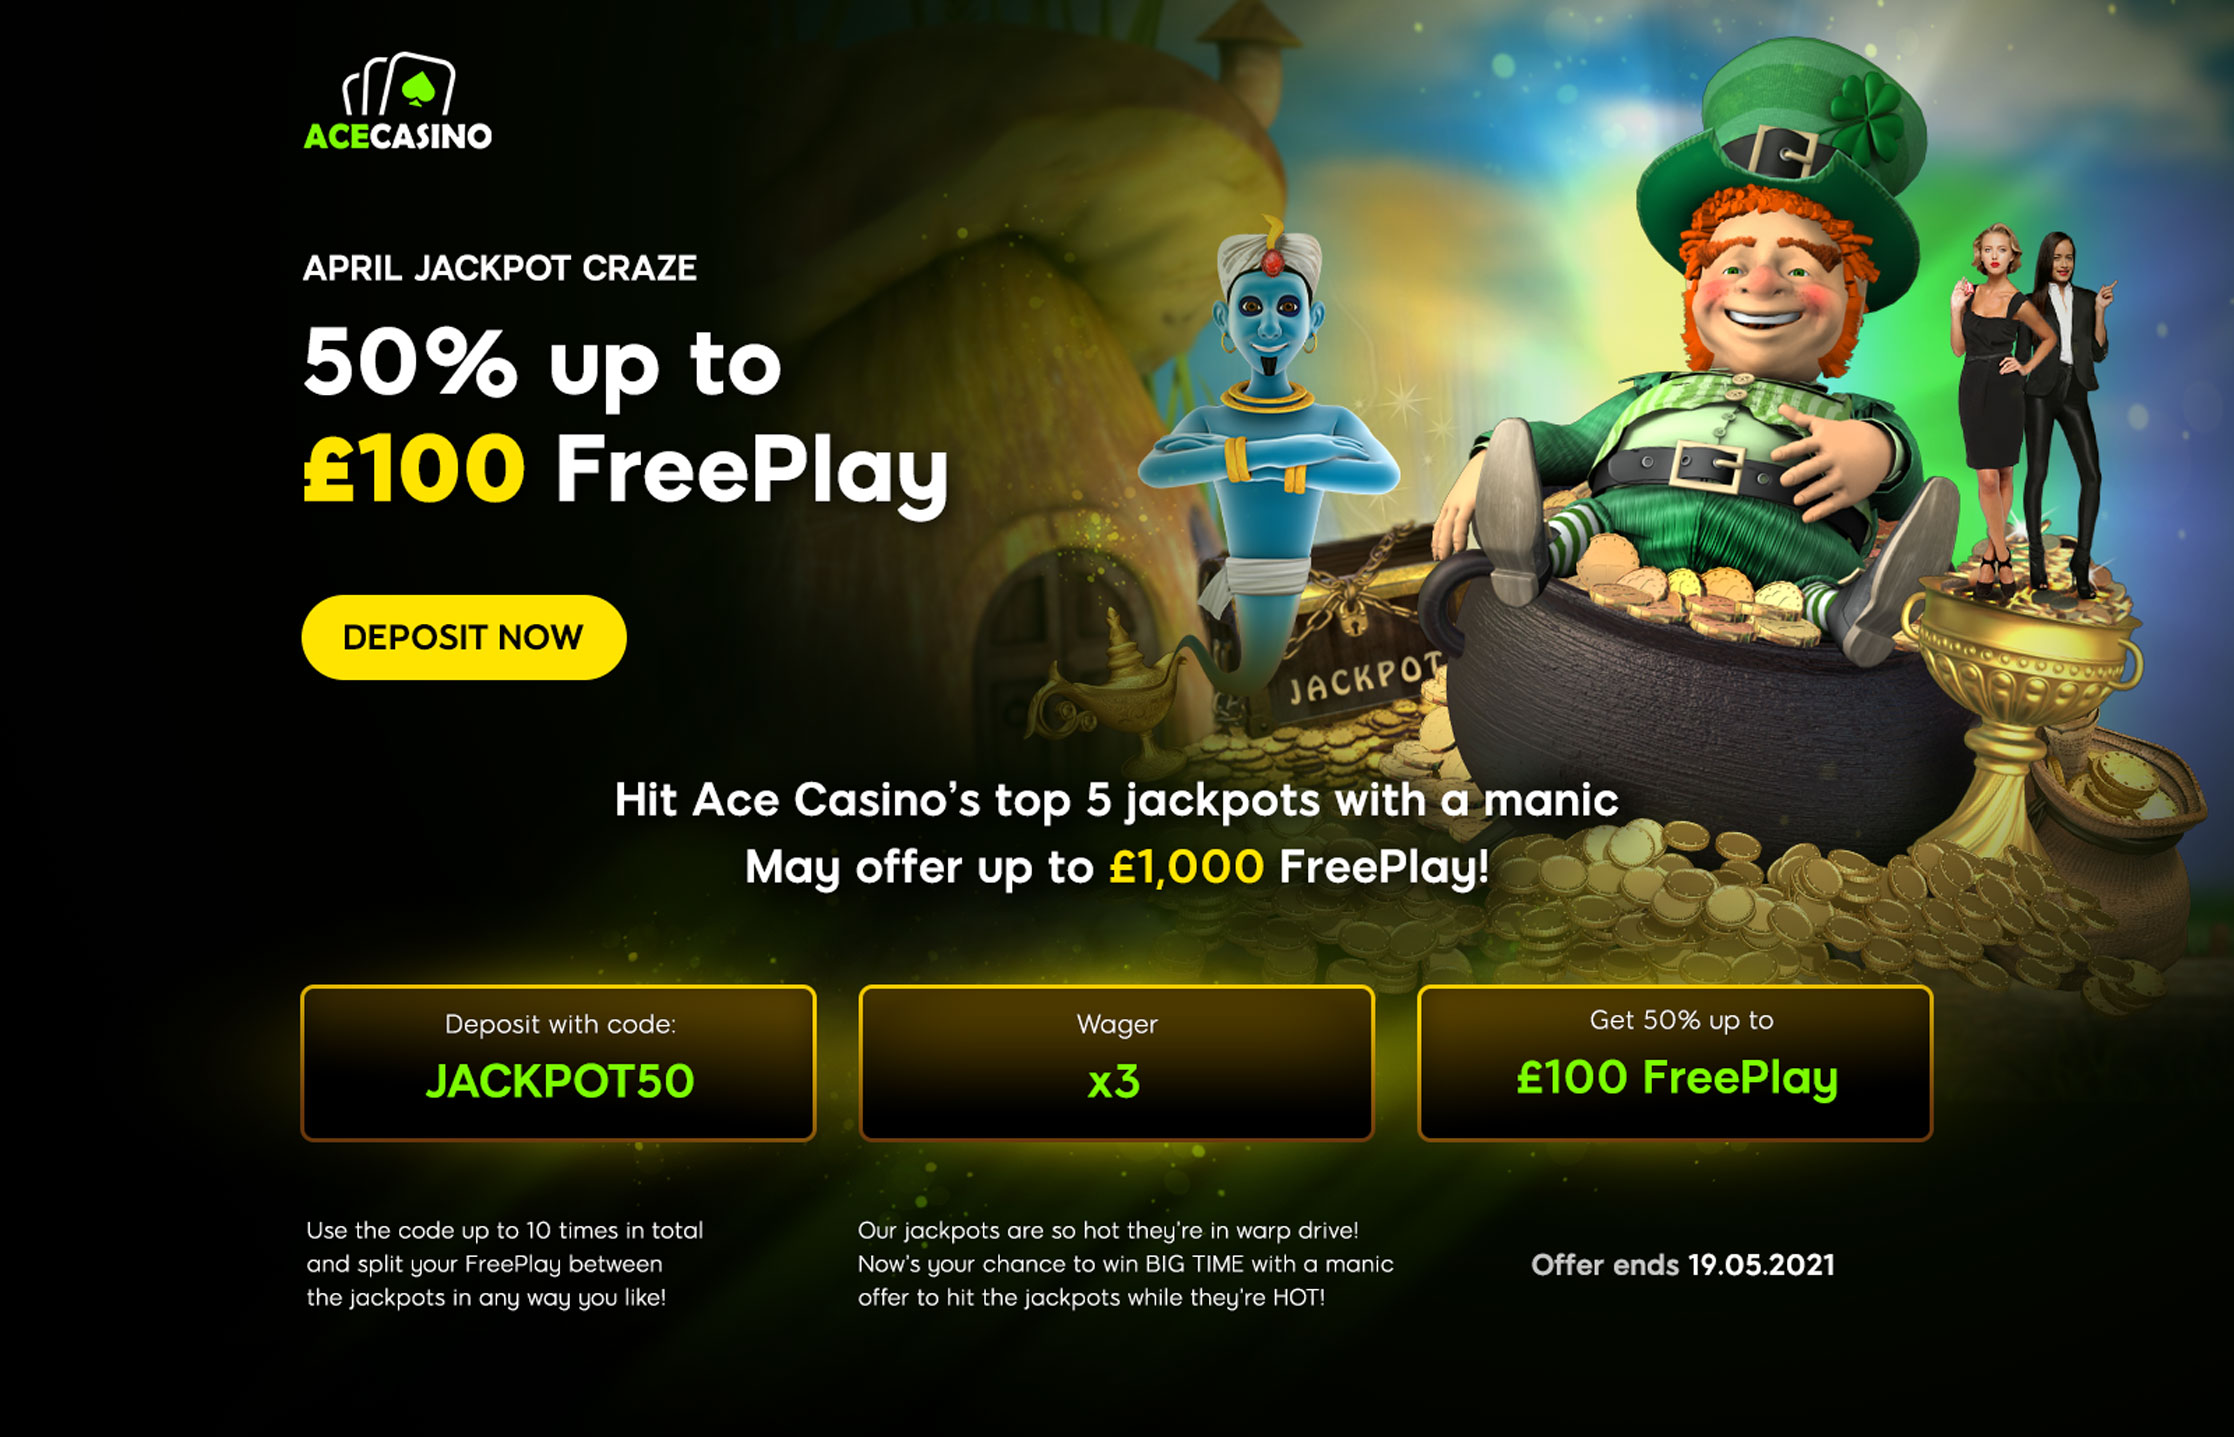 ACECASINO
APRIL JACKPOT CRAZE
50% up to
£100 FreePlay
DEPOSIT NOW
JACKPOT
Hit Ace Casino’s top 5 jackpots with a manic
May offer up to £1,000 FreePlay!
Deposit with code:
JACKPOT50
Wager
x3
Get 50% up to
£100 FreePlay
Use the code up to 10 times in total
and split your FreePlay between
the jackpots in any way you like!
Our jackpots are so hot they're in warp drive!
Now's your chance to win BIG TIME with a manic
offer to hit the jackpots while they're HOT!
Offer ends 19.05.2021